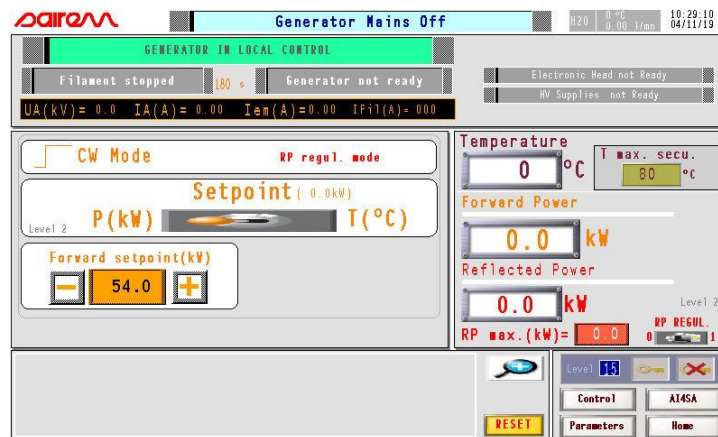 sairem
Generator Mains Off
H2O 0 °C 0.00 l/mn
10:29:10
04/11/19
GENERATOR IN LOCAL CONTROL
Filament stopped 180 s Generator not ready
Electronic Head not Ready
HV Supplies not Ready
UA(kV)= 0.0 IA(A)= 0.00 Iem(A)=0.00 IFil(A)= 000
CW Mode RP regul. mode
Setpoint ( 0.0kW)
Level 2 P(kW) T(°C)
Forward setpoint(kW)
− 54.0 +
Temperature
0 °C
T max. secu.
80 °C
Forward Power
0.0 kW
Reflected Power
0.0 kW
Level 2
RP max.(kW)= 0.0
RP REGUL.
0 1
RESET
Level 15
Control AI4SA
Parameters Home